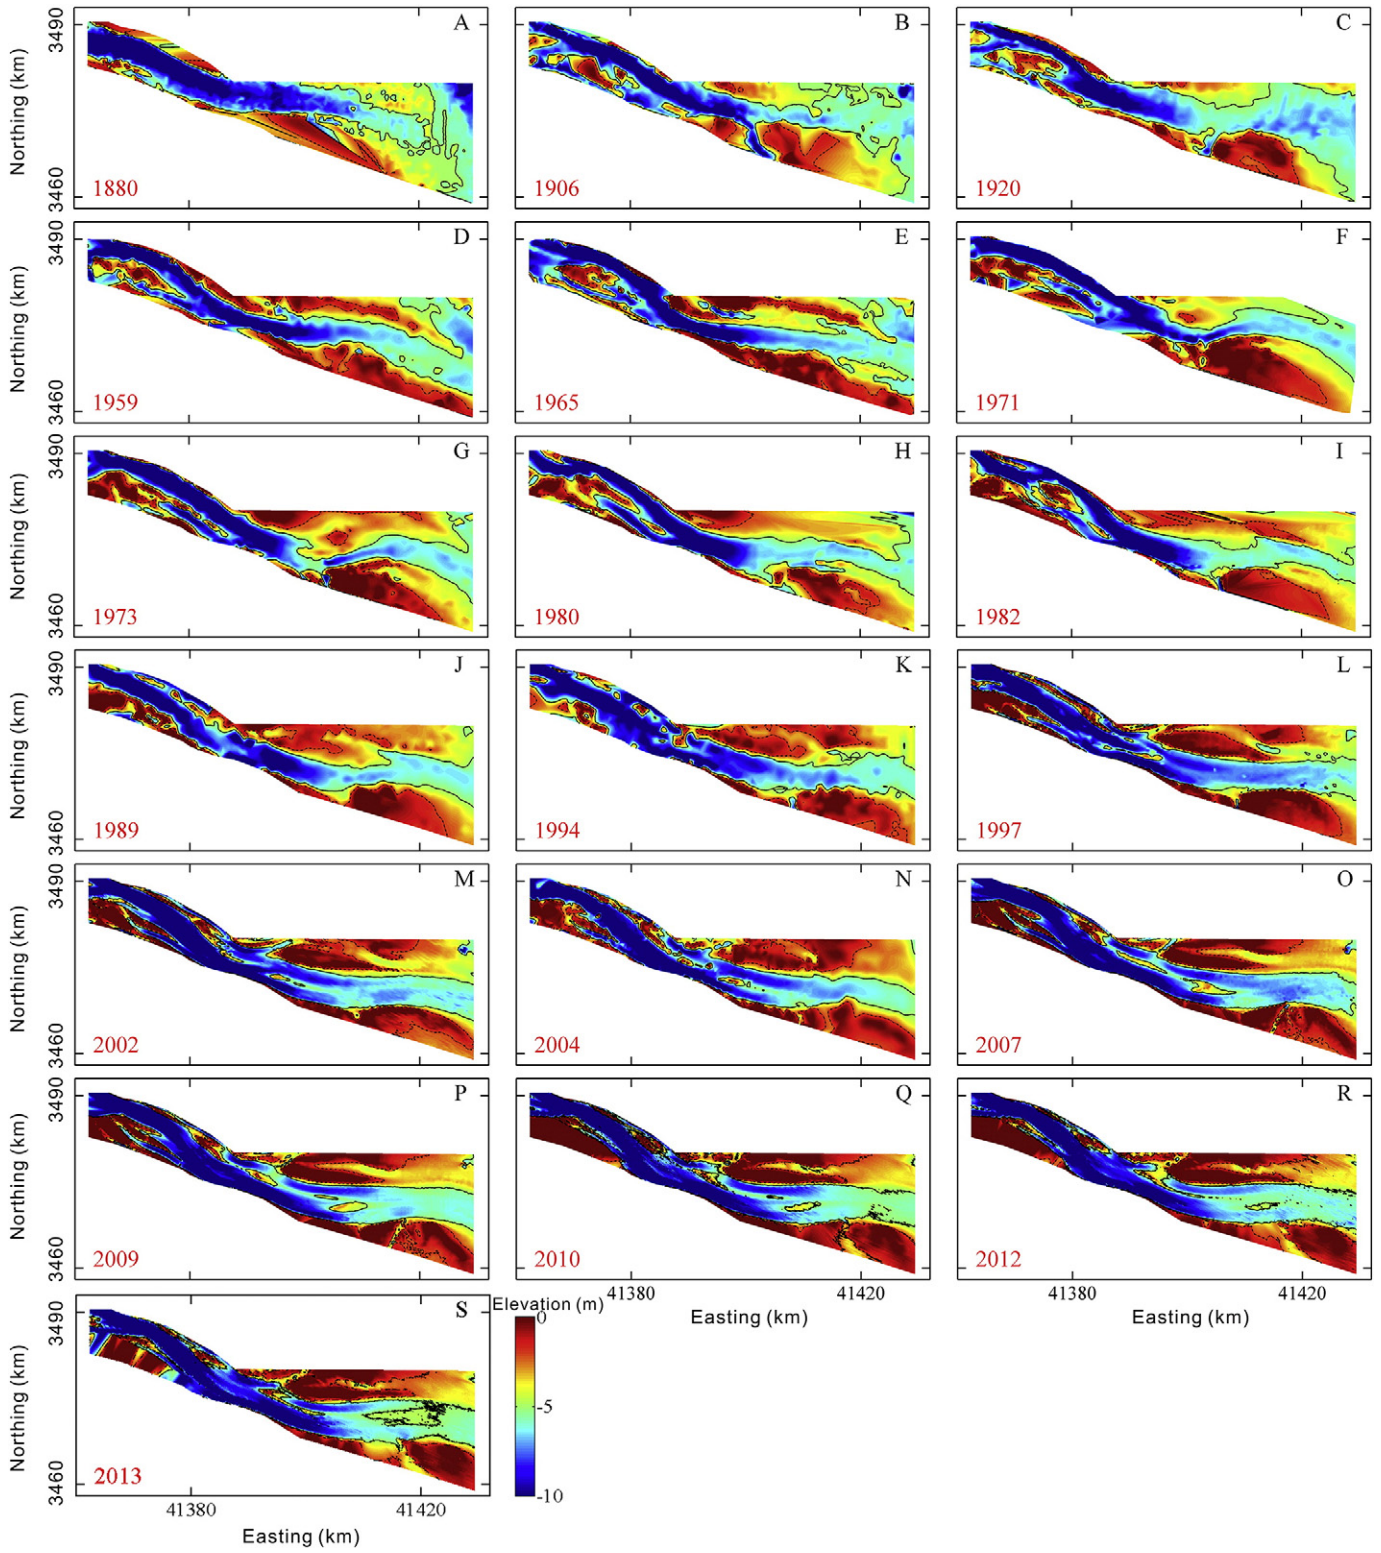 A B C
3490 Northing (km) 3460
1880 1906 1920
D E F
3490 Northing (km) 3460
1959 1965 1971
G H I
3490 Northing (km) 3460
1973 1980 1982
J K L
3490 Northing (km) 3460
1989 1994 1997
M N O
3490 Northing (km) 3460
2002 2004 2007
P Q R
3490 Northing (km) 3460
2009 2010 2012
41380 41420 41380 41420
Easting (km) Easting (km)
S Elevation (m)
3490 Northing (km) 3460
0
-5
-10
2013
41380 41420
Easting (km)